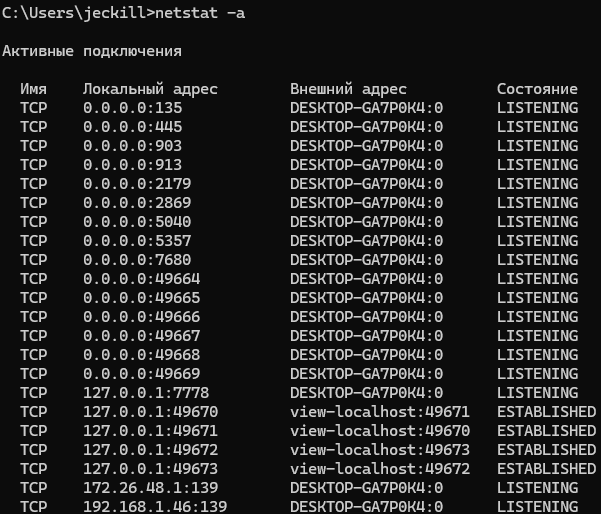 C:\Users\jeckill>netstat -a
Активные подключения
Имя Локальный адрес Внешний адрес Состояние
TCP 0.0.0.0:135 DESKTOP-GA7P0K4:0 LISTENING
TCP 0.0.0.0:445 DESKTOP-GA7P0K4:0 LISTENING
TCP 0.0.0.0:903 DESKTOP-GA7P0K4:0 LISTENING
TCP 0.0.0.0:913 DESKTOP-GA7P0K4:0 LISTENING
TCP 0.0.0.0:2179 DESKTOP-GA7P0K4:0 LISTENING
TCP 0.0.0.0:2869 DESKTOP-GA7P0K4:0 LISTENING
TCP 0.0.0.0:5040 DESKTOP-GA7P0K4:0 LISTENING
TCP 0.0.0.0:5357 DESKTOP-GA7P0K4:0 LISTENING
TCP 0.0.0.0:7680 DESKTOP-GA7P0K4:0 LISTENING
TCP 0.0.0.0:49664 DESKTOP-GA7P0K4:0 LISTENING
TCP 0.0.0.0:49665 DESKTOP-GA7P0K4:0 LISTENING
TCP 0.0.0.0:49666 DESKTOP-GA7P0K4:0 LISTENING
TCP 0.0.0.0:49667 DESKTOP-GA7P0K4:0 LISTENING
TCP 0.0.0.0:49668 DESKTOP-GA7P0K4:0 LISTENING
TCP 0.0.0.0:49669 DESKTOP-GA7P0K4:0 LISTENING
TCP 127.0.0.1:7778 DESKTOP-GA7P0K4:0 LISTENING
TCP 127.0.0.1:49670 view-localhost:49671 ESTABLISHED
TCP 127.0.0.1:49671 view-localhost:49670 ESTABLISHED
TCP 127.0.0.1:49672 view-localhost:49673 ESTABLISHED
TCP 127.0.0.1:49673 view-localhost:49672 ESTABLISHED
TCP 172.26.48.1:139 DESKTOP-GA7P0K4:0 LISTENING
TCP 192.168.1.46:139 DESKTOP-GA7P0K4:0 LISTENING